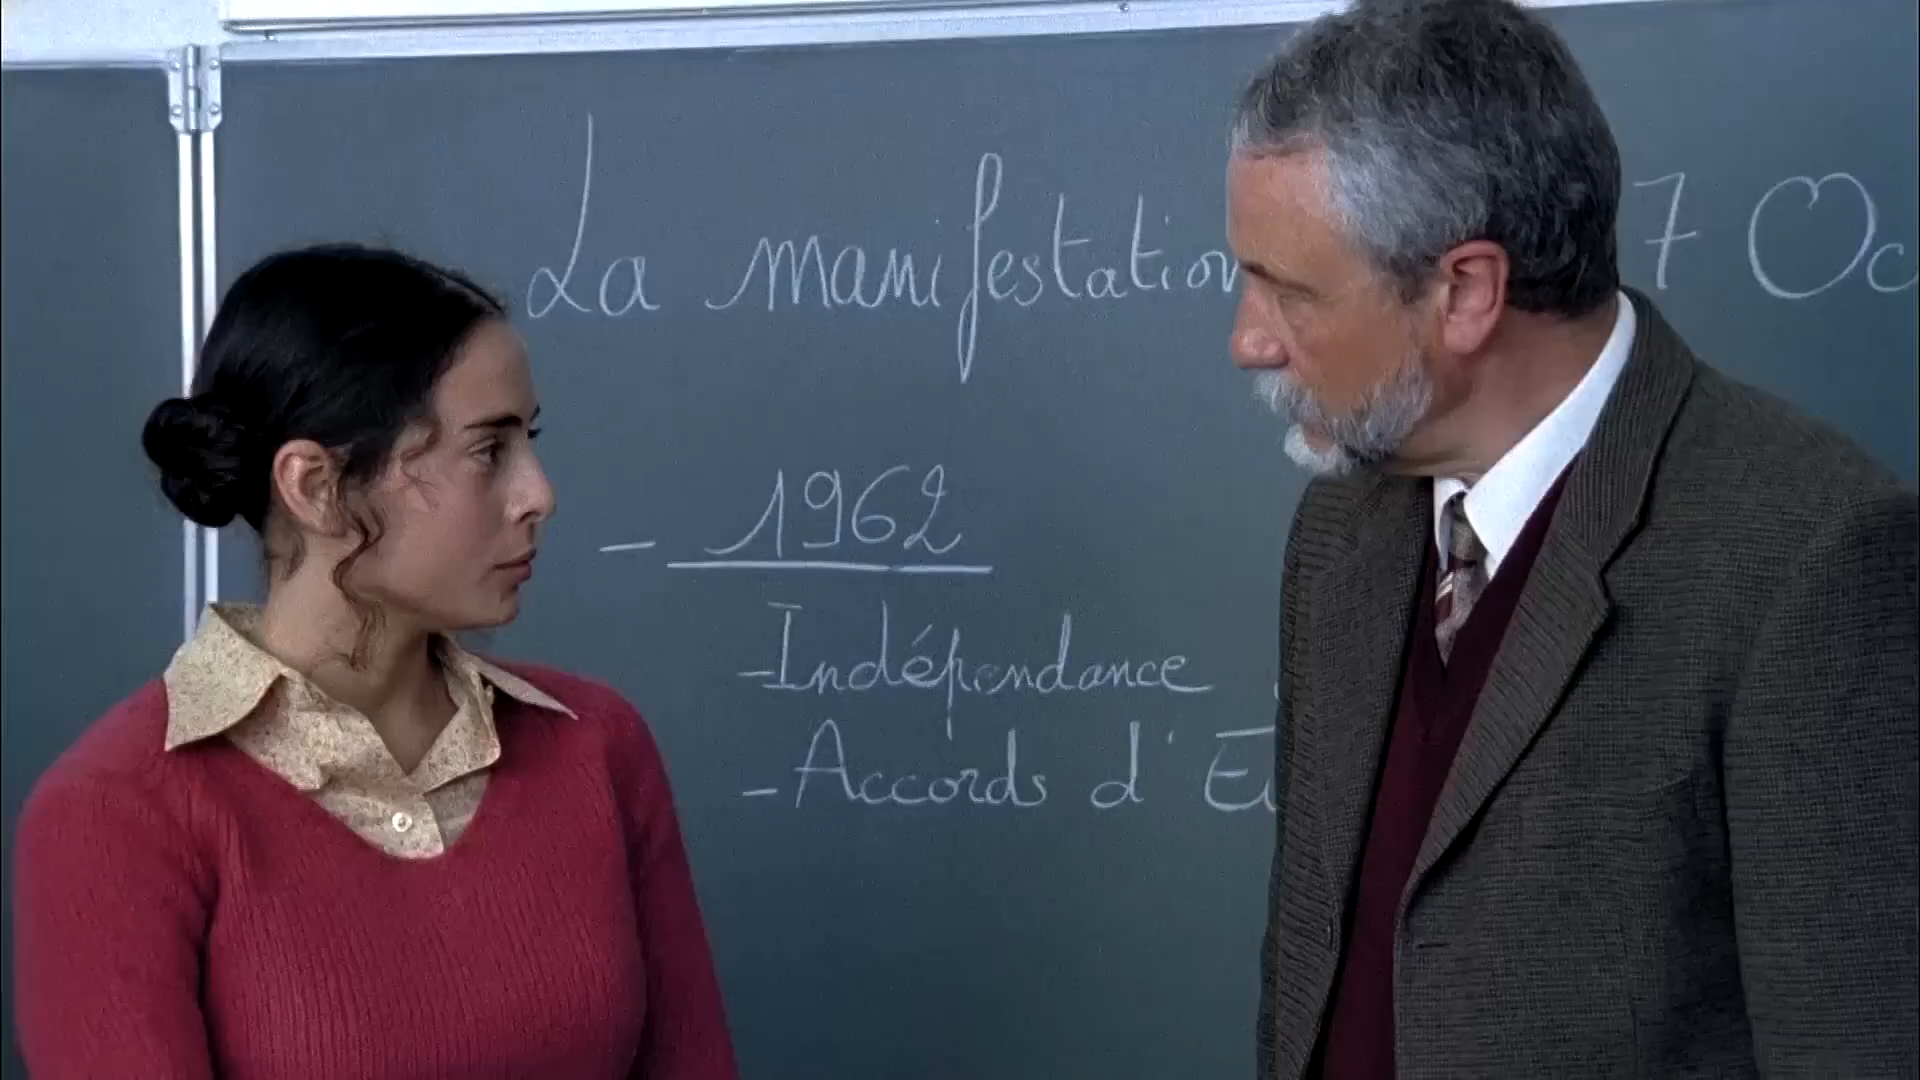 La manifestation 7 Oc
- 1962
- Indépendance
- Accords d'